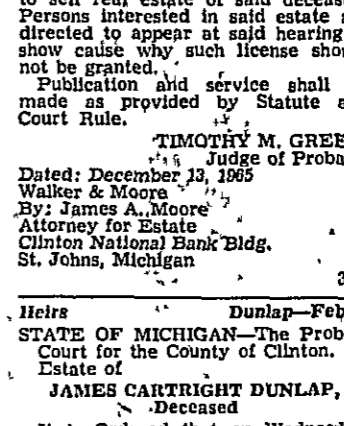 to sell real estate of said deceas
Persons interested in said estate a
directed to appear at said hearing
show cause why such license shou
not be granted.
Publication and service shall
made as provided by Statute a
Court Rule.
TIMOTHY M. GREE
Judge of Proba
Dated: December 13, 1965
Walker & Moore
By: James A. Moore
Attorney for Estate
Clinton National Bank Bldg.
St. Johns, Michigan
3
Heirs Dunlap—Feb
STATE OF MICHIGAN—The Prob
Court for the County of Clinton.
Estate of
JAMES CARTRIGHT DUNLAP,
Deceased